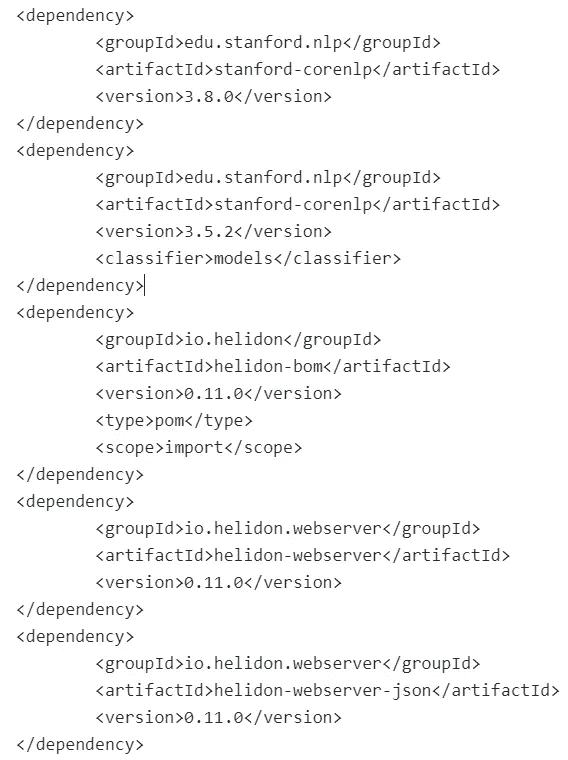 <dependency>
        <groupId>edu.stanford.nlp</groupId>
        <artifactId>stanford-corenlp</artifactId>
        <version>3.8.0</version>
</dependency>
<dependency>
        <groupId>edu.stanford.nlp</groupId>
        <artifactId>stanford-corenlp</artifactId>
        <version>3.5.2</version>
        <classifier>models</classifier>
</dependency>
<dependency>
        <groupId>io.helidon</groupId>
        <artifactId>helidon-bom</artifactId>
        <version>0.11.0</version>
        <type>pom</type>
        <scope>import</scope>
</dependency>
<dependency>
        <groupId>io.helidon.webserver</groupId>
        <artifactId>helidon-webserver</artifactId>
        <version>0.11.0</version>
</dependency>
<dependency>
        <groupId>io.helidon.webserver</groupId>
        <artifactId>helidon-webserver-json</artifactId>
        <version>0.11.0</version>
</dependency>